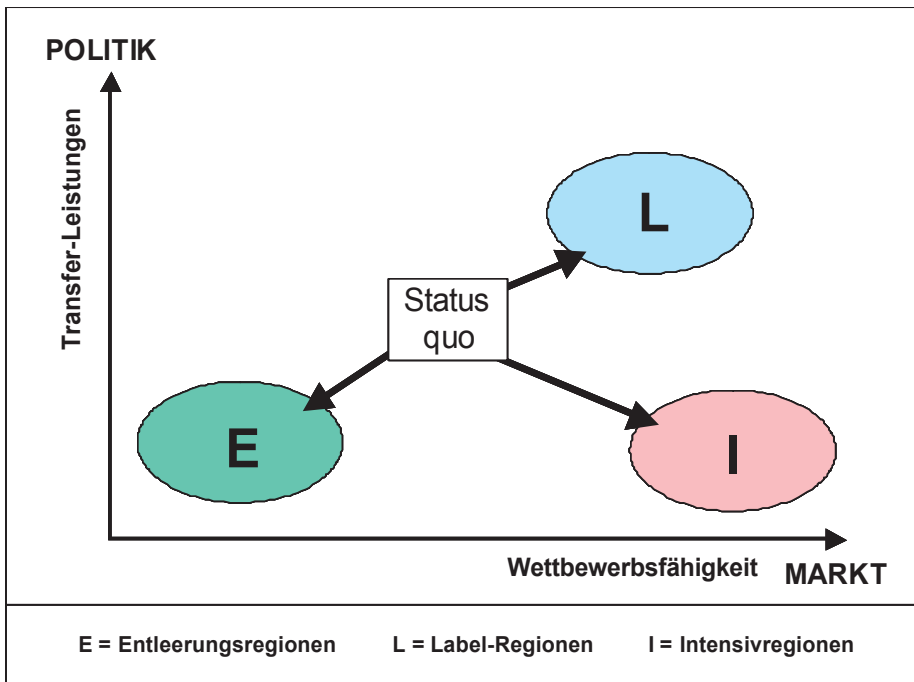 POLITIK
Transfer-Leistungen
L
Status
quo
E
I
Wettbewerbsfähigkeit
MARKT
E = Entleerungsregionen L = Label-Regionen I = Intensivregionen